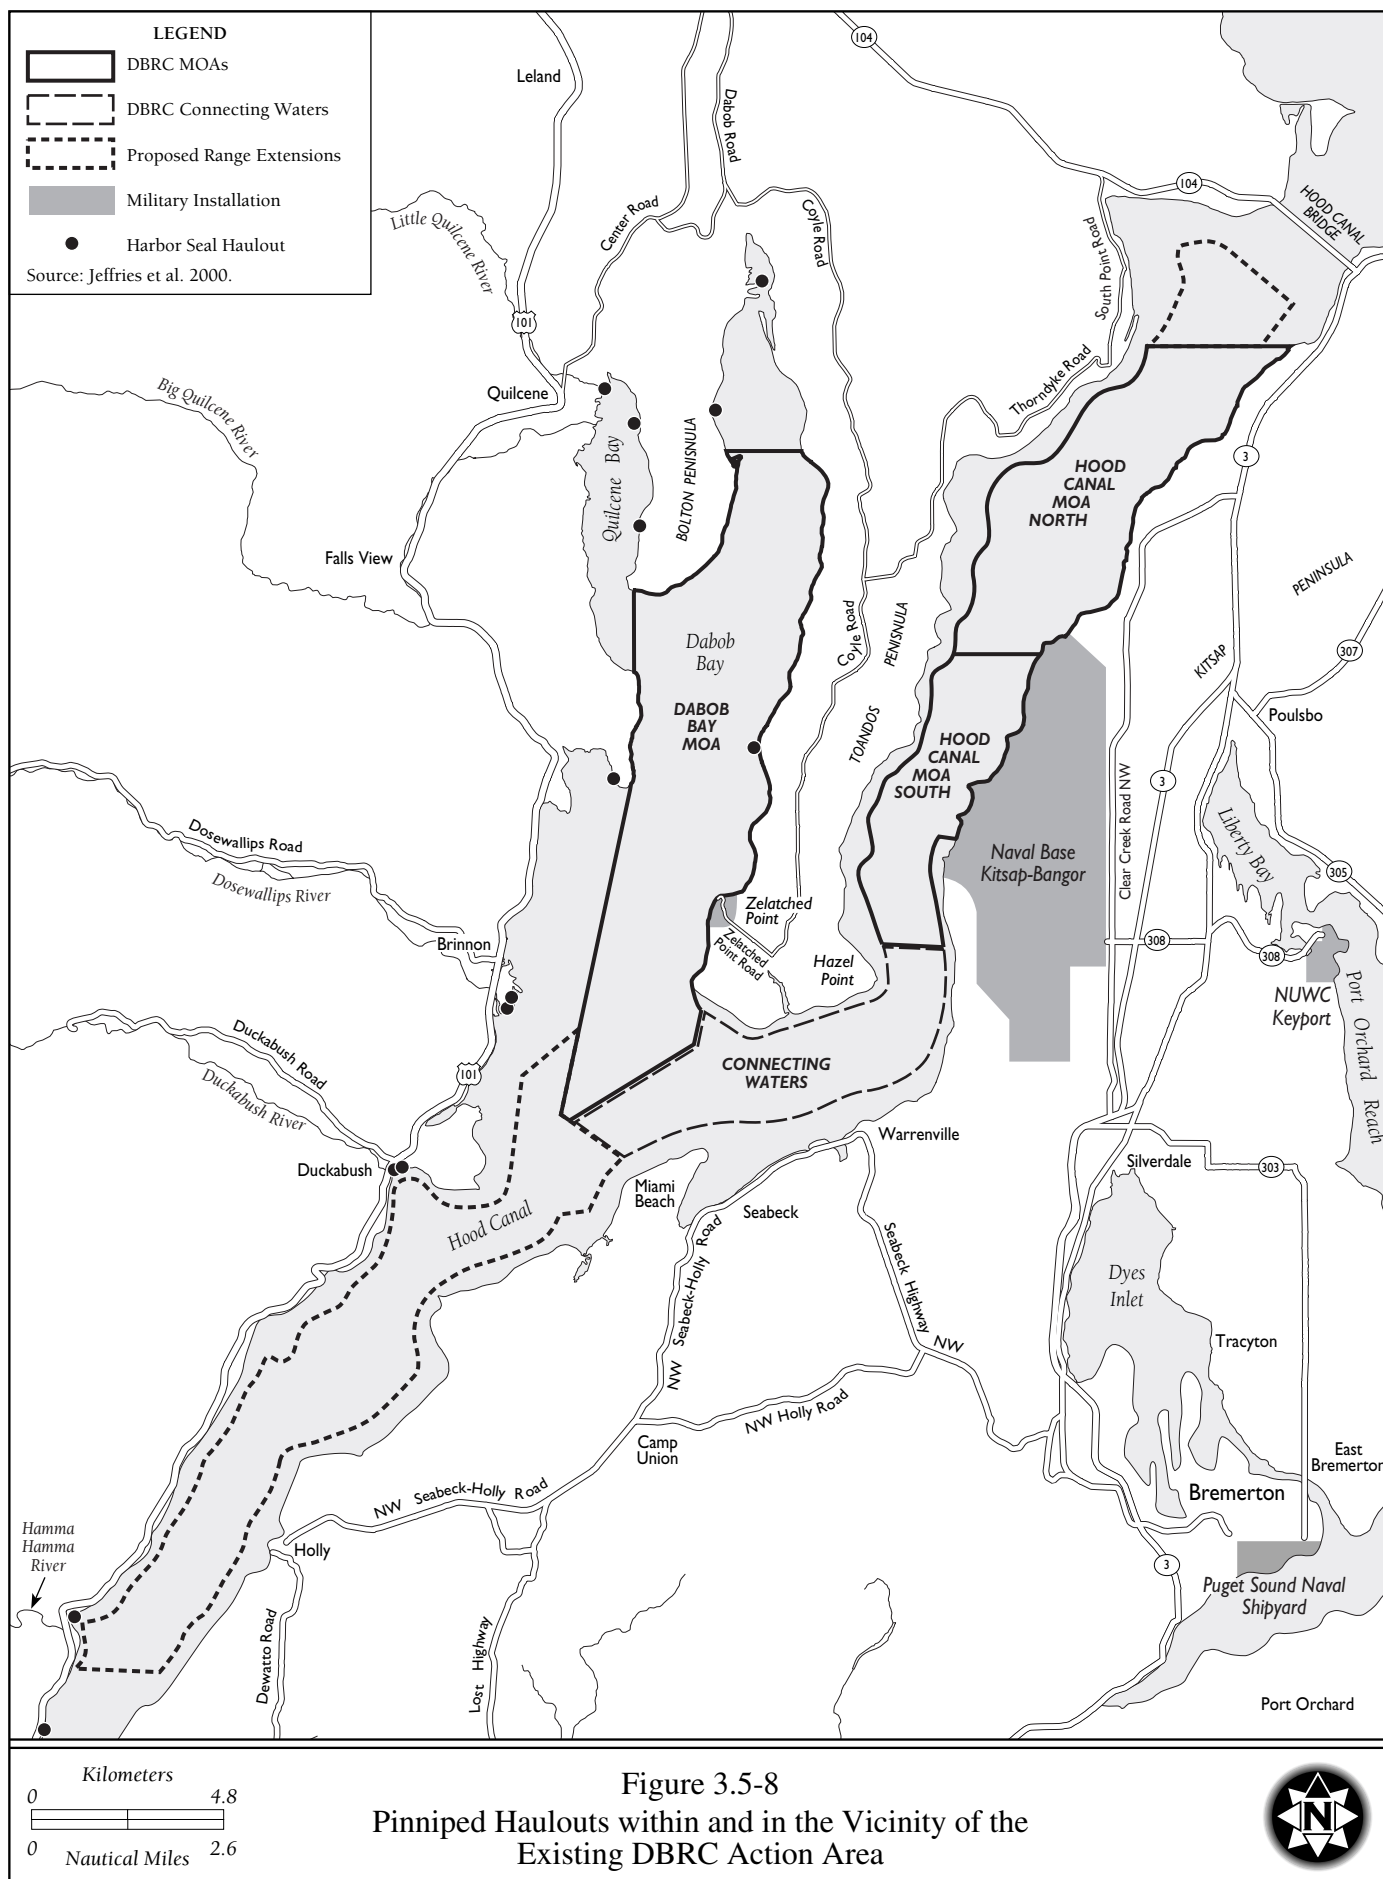 LEGEND
DBRC MOAs
DBRC Connecting Waters
Proposed Range Extensions
Military Installation
Harbor Seal Haulout
Source: Jeffries et al. 2000.
Leland
104
Dabob Road
104
HOOD CANAL
BRIDGE
Little Quilcene
River
Center Road
Coyle Road
South Point Road
101
Thorndyke Road
Quilcene
Big Quilcene
River
Quilcene Bay
BOLTON PENISNULA
3
HOOD
CANAL
MOA
NORTH
Falls View
PENINSULA
Coyle Road
PENISNULA
TOANDOS
Dabob
Bay
KITSAP
307
DABOB
BAY
MOA
Poulsbo
HOOD
CANAL
MOA
SOUTH
3
Clear Creek Road NW
Dosewallips Road
Dosewallips River
Liberty Bay
Naval Base
Kitsap-Bangor
305
Zelatched
Point
Zelatched
Point Road
Brinnon
308
308
Hazel
Point
NUWC
Keyport
Port Orchard Reach
Duckabush Road
Duckabush River
101
CONNECTING
WATERS
Warrenville
Duckabush
Silverdale
303
Miami
Beach
Seabeck
Hood Canal
NW Seabeck-Holly Road
Seabeck Highway
NW
Dyes
Inlet
Tracyton
NW Holly Road
Camp
Union
East
Bremerton
NW Seabeck-Holly Road
Bremerton
Hamma
Hamma
River
Holly
3
Puget Sound Naval
Shipyard
Dewatto Road
Lost Highway
Port Orchard
Kilometers
0 4.8
0 2.6
Nautical Miles
Figure 3.5-8
Pinniped Haulouts within and in the Vicinity of the
Existing DBRC Action Area
N